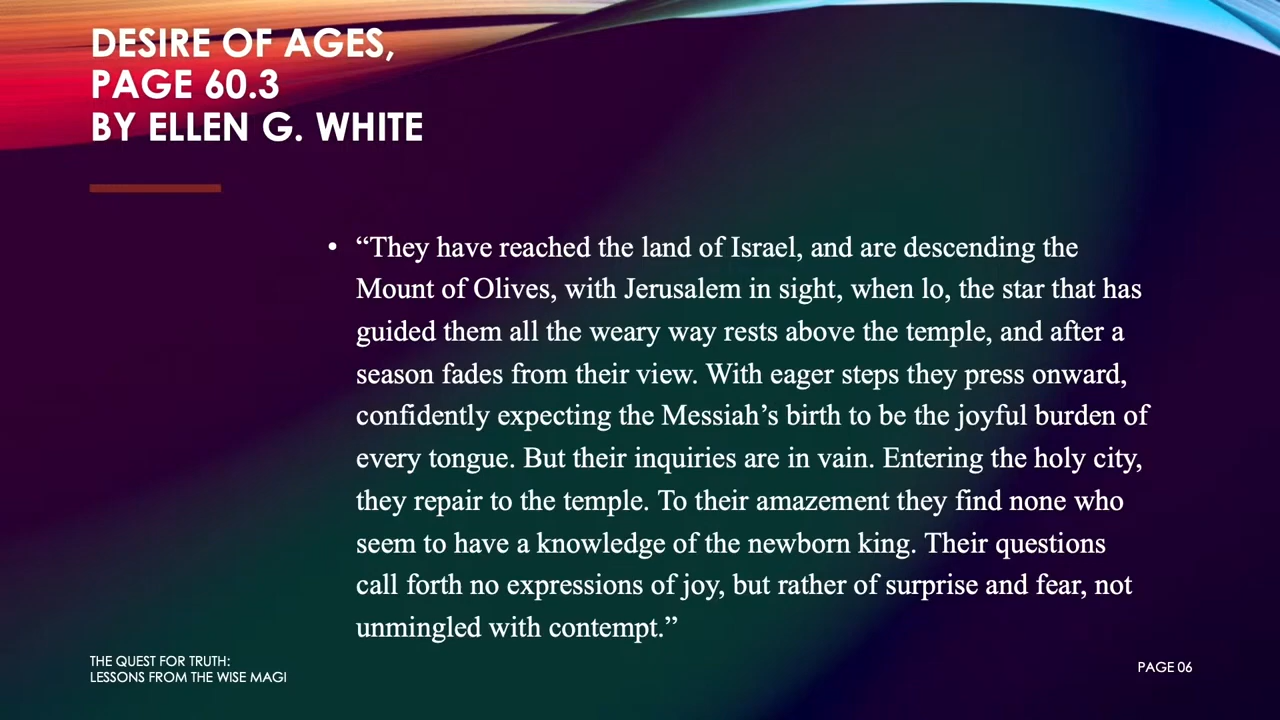 DESIRE OF AGES,
PAGE 60.3
BY ELLEN G. WHITE
• “They have reached the land of Israel, and are descending the
Mount of Olives, with Jerusalem in sight, when lo, the star that has
guided them all the weary way rests above the temple, and after a
season fades from their view. With eager steps they press onward,
confidently expecting the Messiah’s birth to be the joyful burden of
every tongue. But their inquiries are in vain. Entering the holy city,
they repair to the temple. To their amazement they find none who
seem to have a knowledge of the newborn king. Their questions
call forth no expressions of joy, but rather of surprise and fear, not
unmingled with contempt.”
THE QUEST FOR TRUTH:
LESSONS FROM THE WISE MAGI
PAGE 06